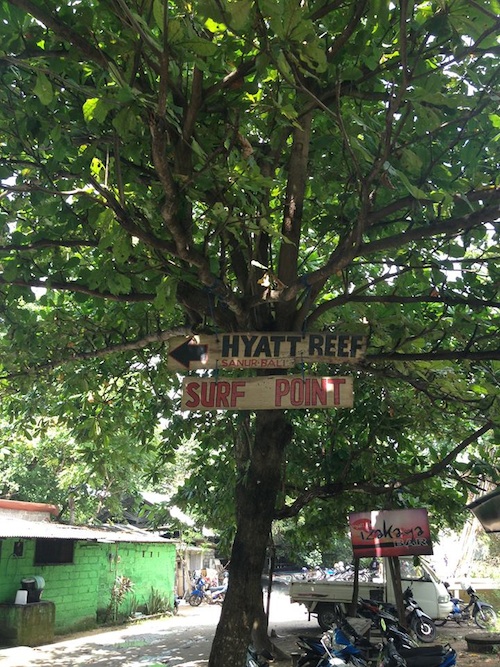 HYATT REEF
SANUR-BALI
SURF POINT